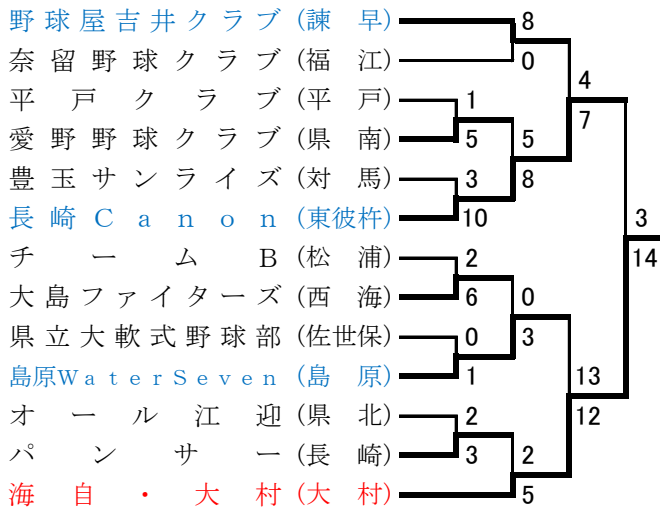 野球屋吉井クラブ(諫早) 8
奈留野球クラブ(福江) 0
4
平戸クラブ(平戸) 1
7
愛野野球クラブ(県南) 5 5
豊玉サンライズ(対馬) 3 8
長崎Canon(東彼杵) 10 3
チームB(松浦) 2 14
大島ファイターズ(西海) 6 0
県立大軟式野球部(佐世保) 0 3
島原WaterSeven(島原) 1 13
オール江迎(県北) 2 12
パンサー(長崎) 3 2
海自・大村(大村) 5